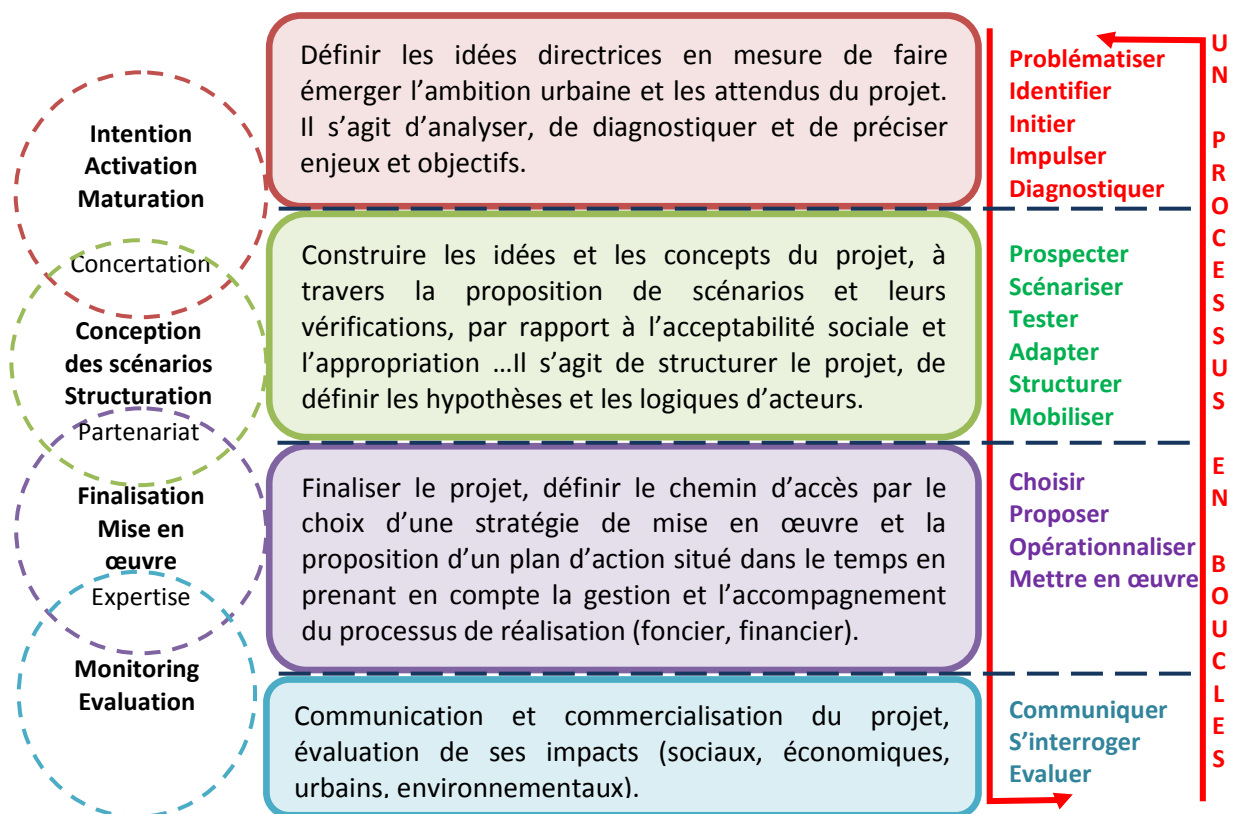 Intention
Activation
Maturation
Concertation
Conception
des scénarios
Structuration
Partenariat
Finalisation
Mise en
œuvre
Expertise
Monitoring
Evaluation
Définir les idées directrices en mesure de faire
émerger l’ambition urbaine et les attendus du projet.
Il s’agit d’analyser, de diagnostiquer et de préciser
enjeux et objectifs.
Construire les idées et les concepts du projet, à
travers la proposition de scénarios et leurs
vérifications, par rapport à l’acceptabilité sociale et
l’appropriation …Il s’agit de structurer le projet, de
définir les hypothèses et les logiques d’acteurs.
Finaliser le projet, définir le chemin d’accès par le
choix d’une stratégie de mise en œuvre et la
proposition d’un plan d’action situé dans le temps en
prenant en compte la gestion et l’accompagnement
du processus de réalisation (foncier, financier).
Communication et commercialisation du projet,
évaluation de ses impacts (sociaux, économiques,
urbains, environnementaux).
Problématiser
Identifier
Initier
Impulser
Diagnostiquer
Prospecter
Scénariser
Tester
Adapter
Structurer
Mobiliser
Choisir
Proposer
Opérationnaliser
Mettre en œuvre
Communiquer
S’interroger
Evaluer
UN PROCESSUS EN BOUCLES